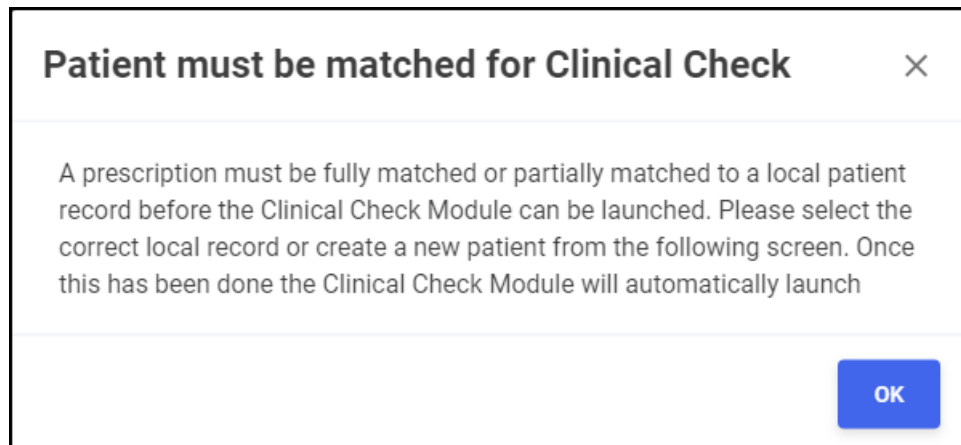 Patient must be matched for Clinical Check
A prescription must be fully matched or partially matched to a local patient
record before the Clinical Check Module can be launched. Please select the
correct local record or create a new patient from the following screen. Once
this has been done the Clinical Check Module will automatically launch
OK